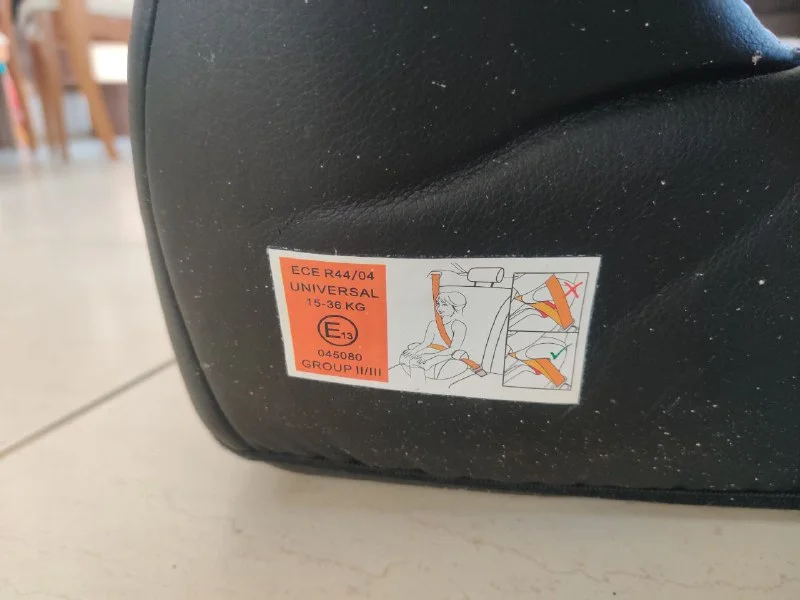 ECE R44/04
UNIVERSAL
15-36 KG
E13
045080
GROUP II/III